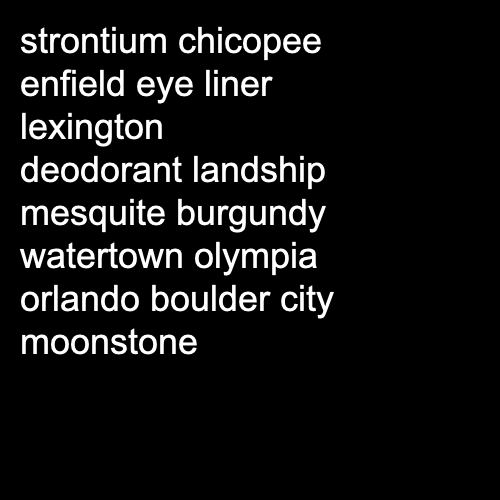 strontium chicopee
enfield eye liner
lexington
deodorant landship
mesquite burgundy
watertown olympia
orlando boulder city
moonstone